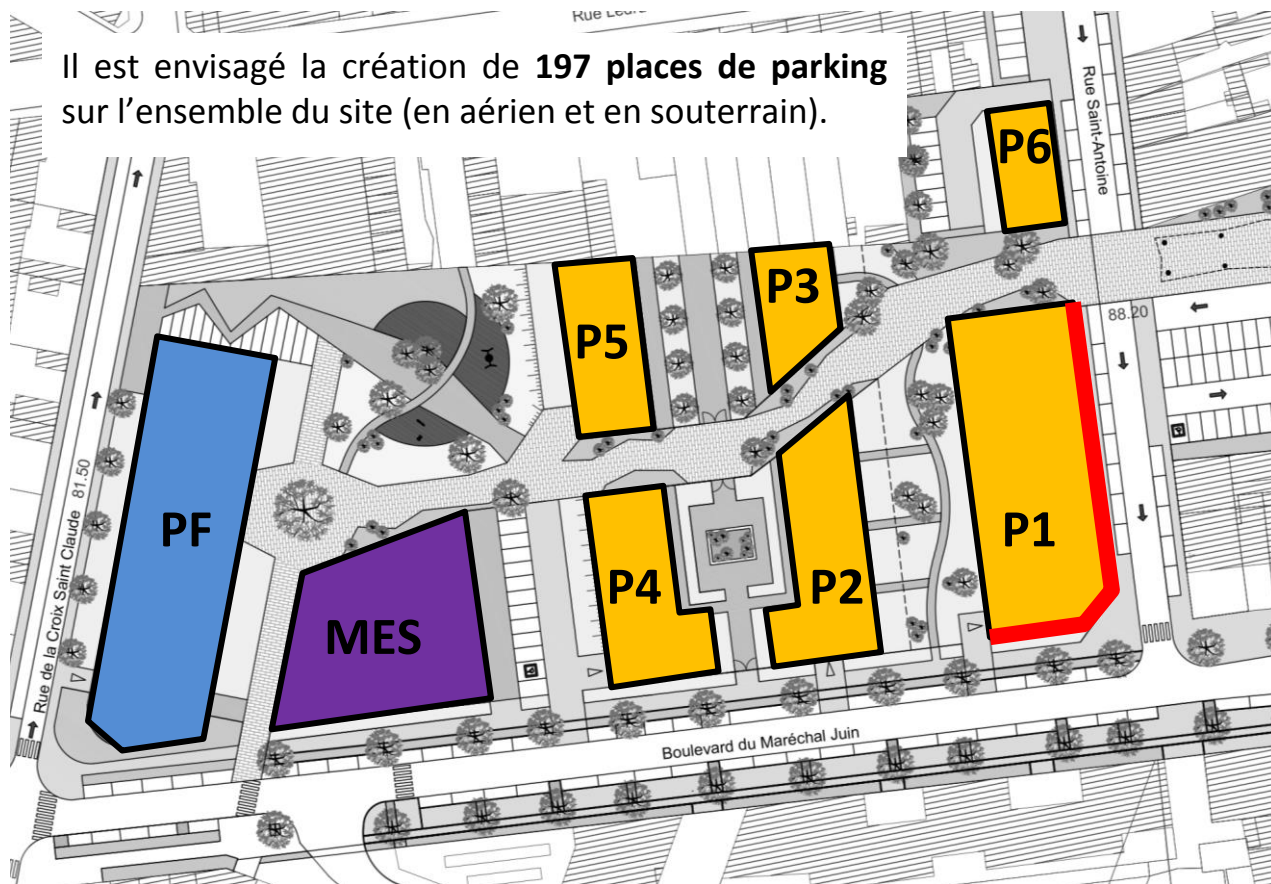 Rue Leur
Il est envisagé la création de 197 places de parking
sur l'ensemble du site (en aérien et en souterrain).
Rue Saint-Antoine
P6
P3
P5
88.20
P1
PF
P4
P2
MES
Rue de la Croix Saint Claude 81.50
Boulevard du Maréchal Juin